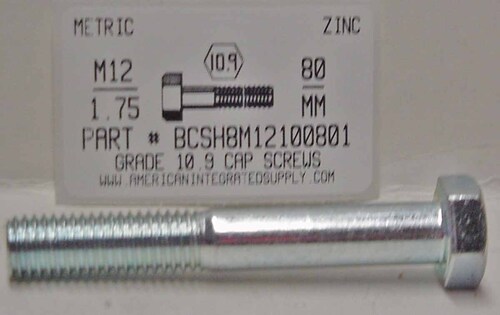 METRIC ZINC
10.9
M12 80
1.75 MM
PART # BCSH8M12100801
GRADE 10.9 CAP SCREWS
WWW.AMERICANINTEGRATEDSUPPLY.COM